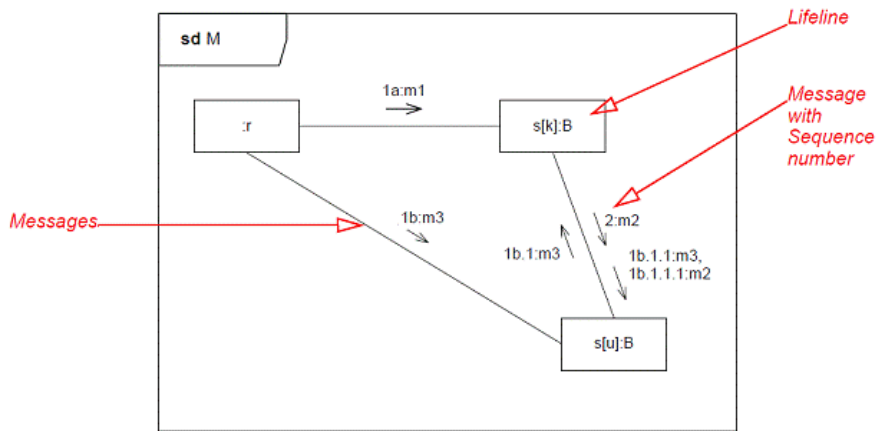 sd M
Lifeline
1a:m1
Message
with
Sequence
number
:r
s[k]:B
Messages
1b:m3
2:m2
1b.1:m3
1b.1.1:m3,
1b.1.1.1:m2
s[u]:B